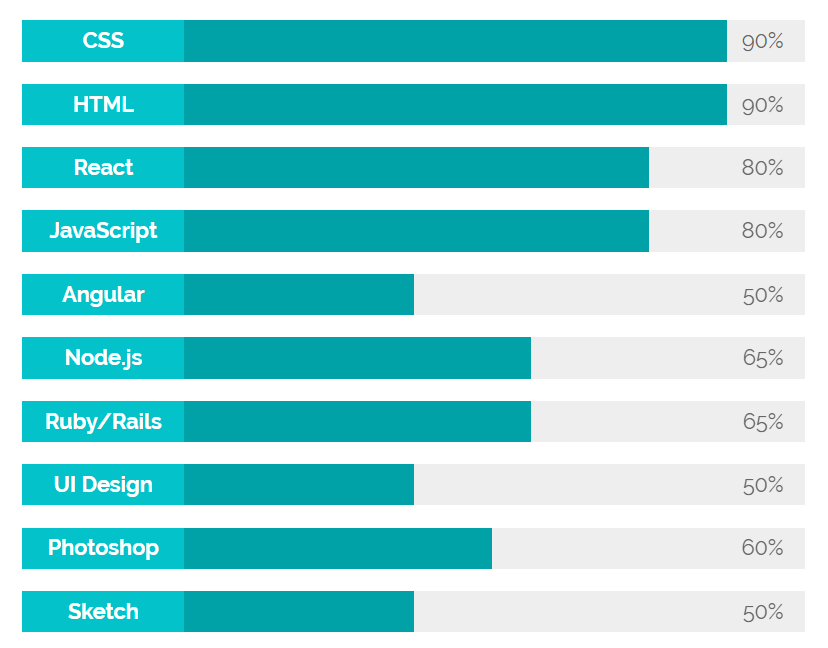 CSS 90%
HTML 90%
React 80%
JavaScript 80%
Angular 50%
Node.js 65%
Ruby/Rails 65%
UI Design 50%
Photoshop 60%
Sketch 50%